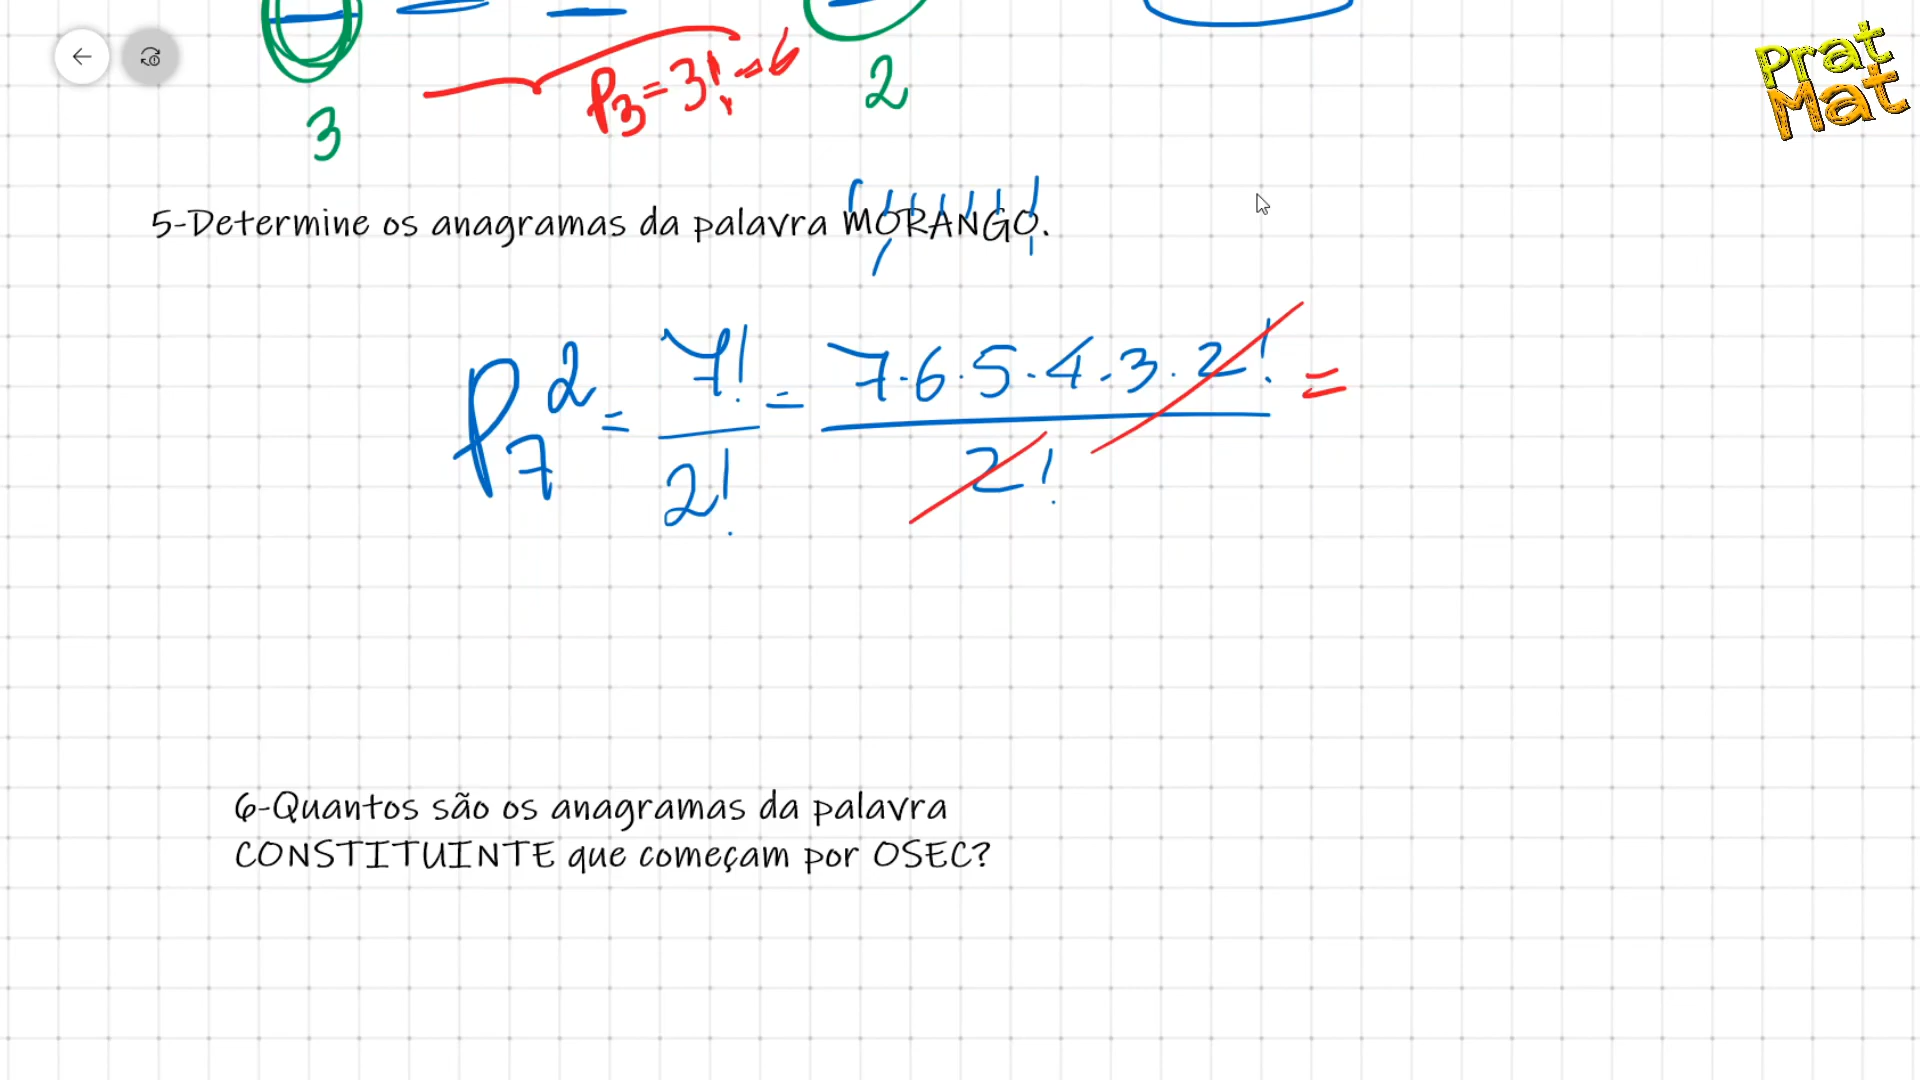 Prat
Mat
P3 = 3! = 6
3
2
5-Determine os anagramas da palavra MORANGO.
P7^2 = 7!/2! = 7.6.5.4.3.2!/2! =
6-Quantos são os anagramas da palavra
CONSTITUINTE que começam por OSEC?